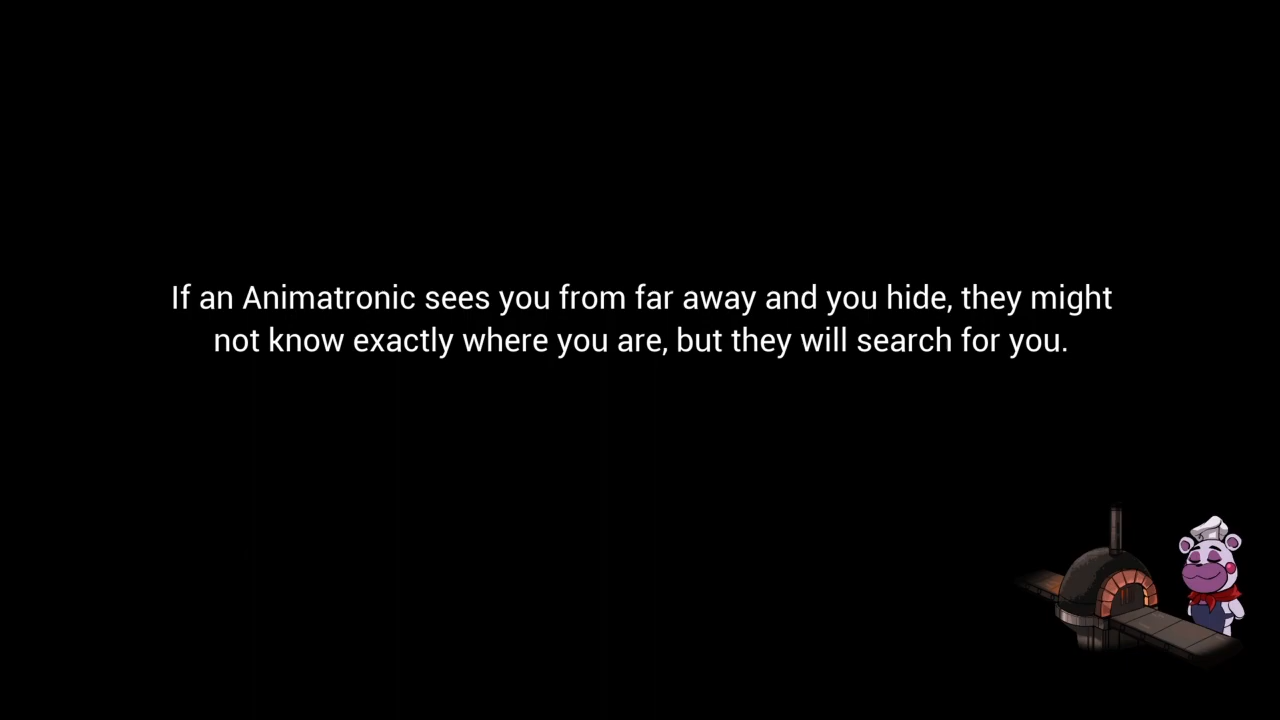 If an Animatronic sees you from far away and you hide, they might
not know exactly where you are, but they will search for you.